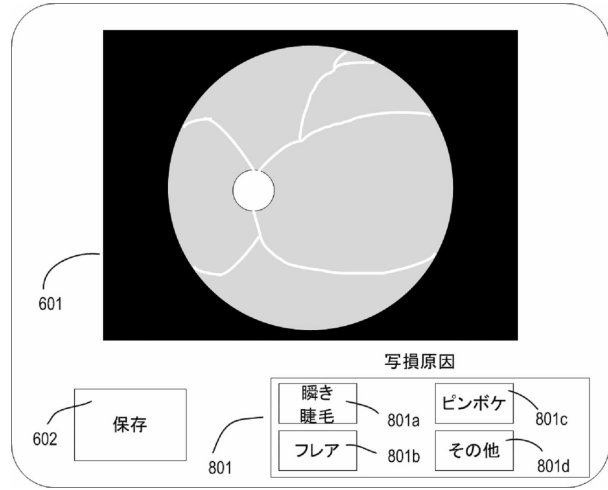 601
写損原因
602
保存
801
瞬き
睫毛
801a
ピンボケ
801c
フレア
801b
その他
801d